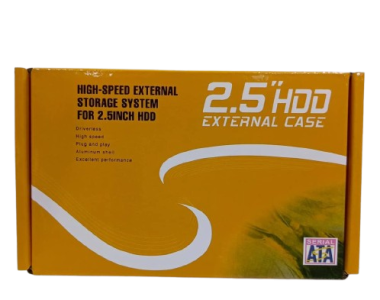 HIGH-SPEED EXTERNAL
STORAGE SYSTEM
FOR 2.5INCH HDD
Driverless
High speed
Plug and play
Aluminum shell
Excellent performance
2.5" HDD
EXTERNAL CASE
SERIAL
ATA